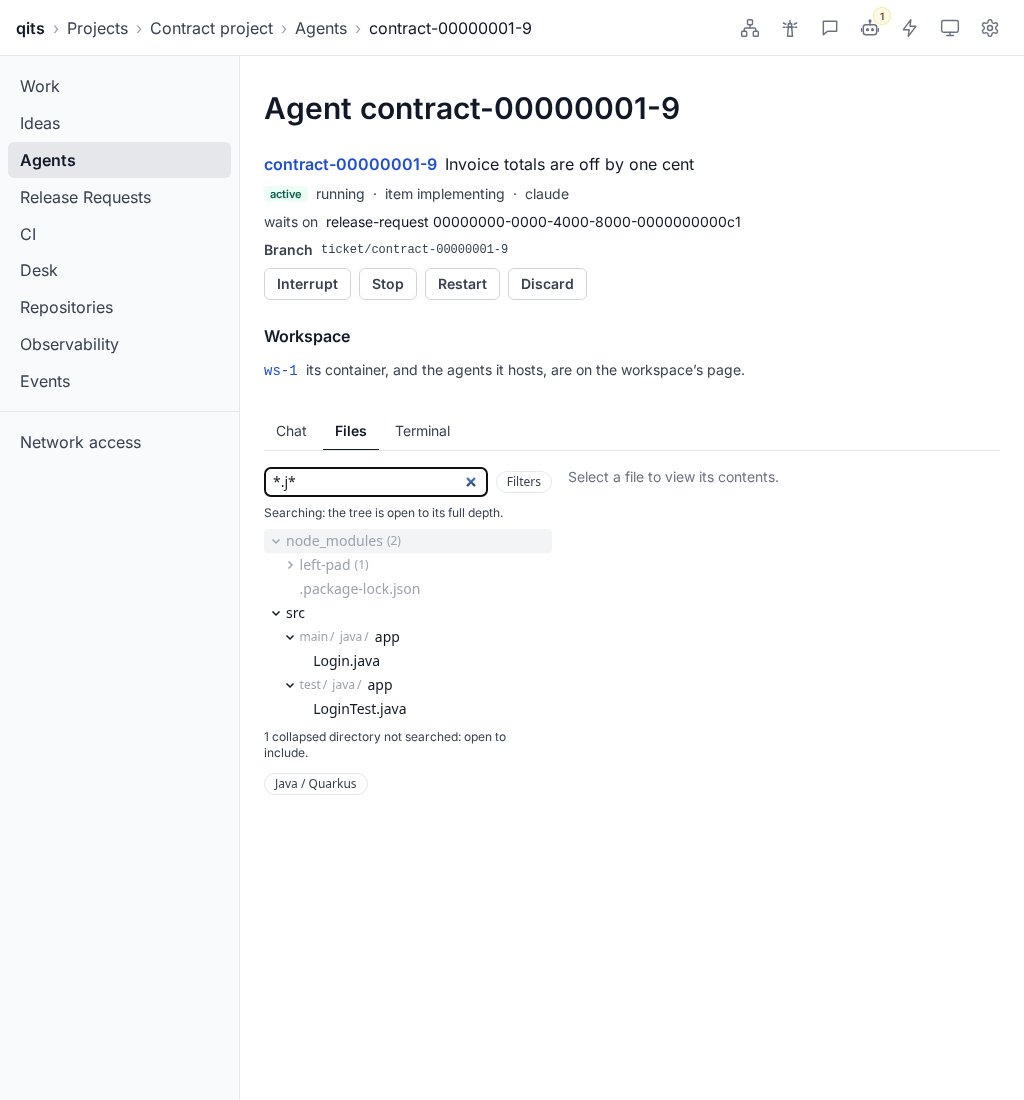 qits › Projects › Contract project › Agents › contract-00000001-9
1
Work
Ideas
Agents
Release Requests
CI
Desk
Repositories
Observability
Events
Network access
Agent contract-00000001-9
contract-00000001-9 Invoice totals are off by one cent
active running · item implementing · claude
waits on release-request 00000000-0000-4000-8000-0000000000c1
Branch ticket/contract-00000001-9
Interrupt Stop Restart Discard
Workspace
ws-1 its container, and the agents it hosts, are on the workspace’s page.
Chat Files Terminal
*.j* Filters
Searching: the tree is open to its full depth.
node_modules (2)
left-pad (1)
.package-lock.json
src
main/ java/ app
Login.java
test/ java/ app
LoginTest.java
1 collapsed directory not searched: open to
include.
Java / Quarkus
Select a file to view its contents.